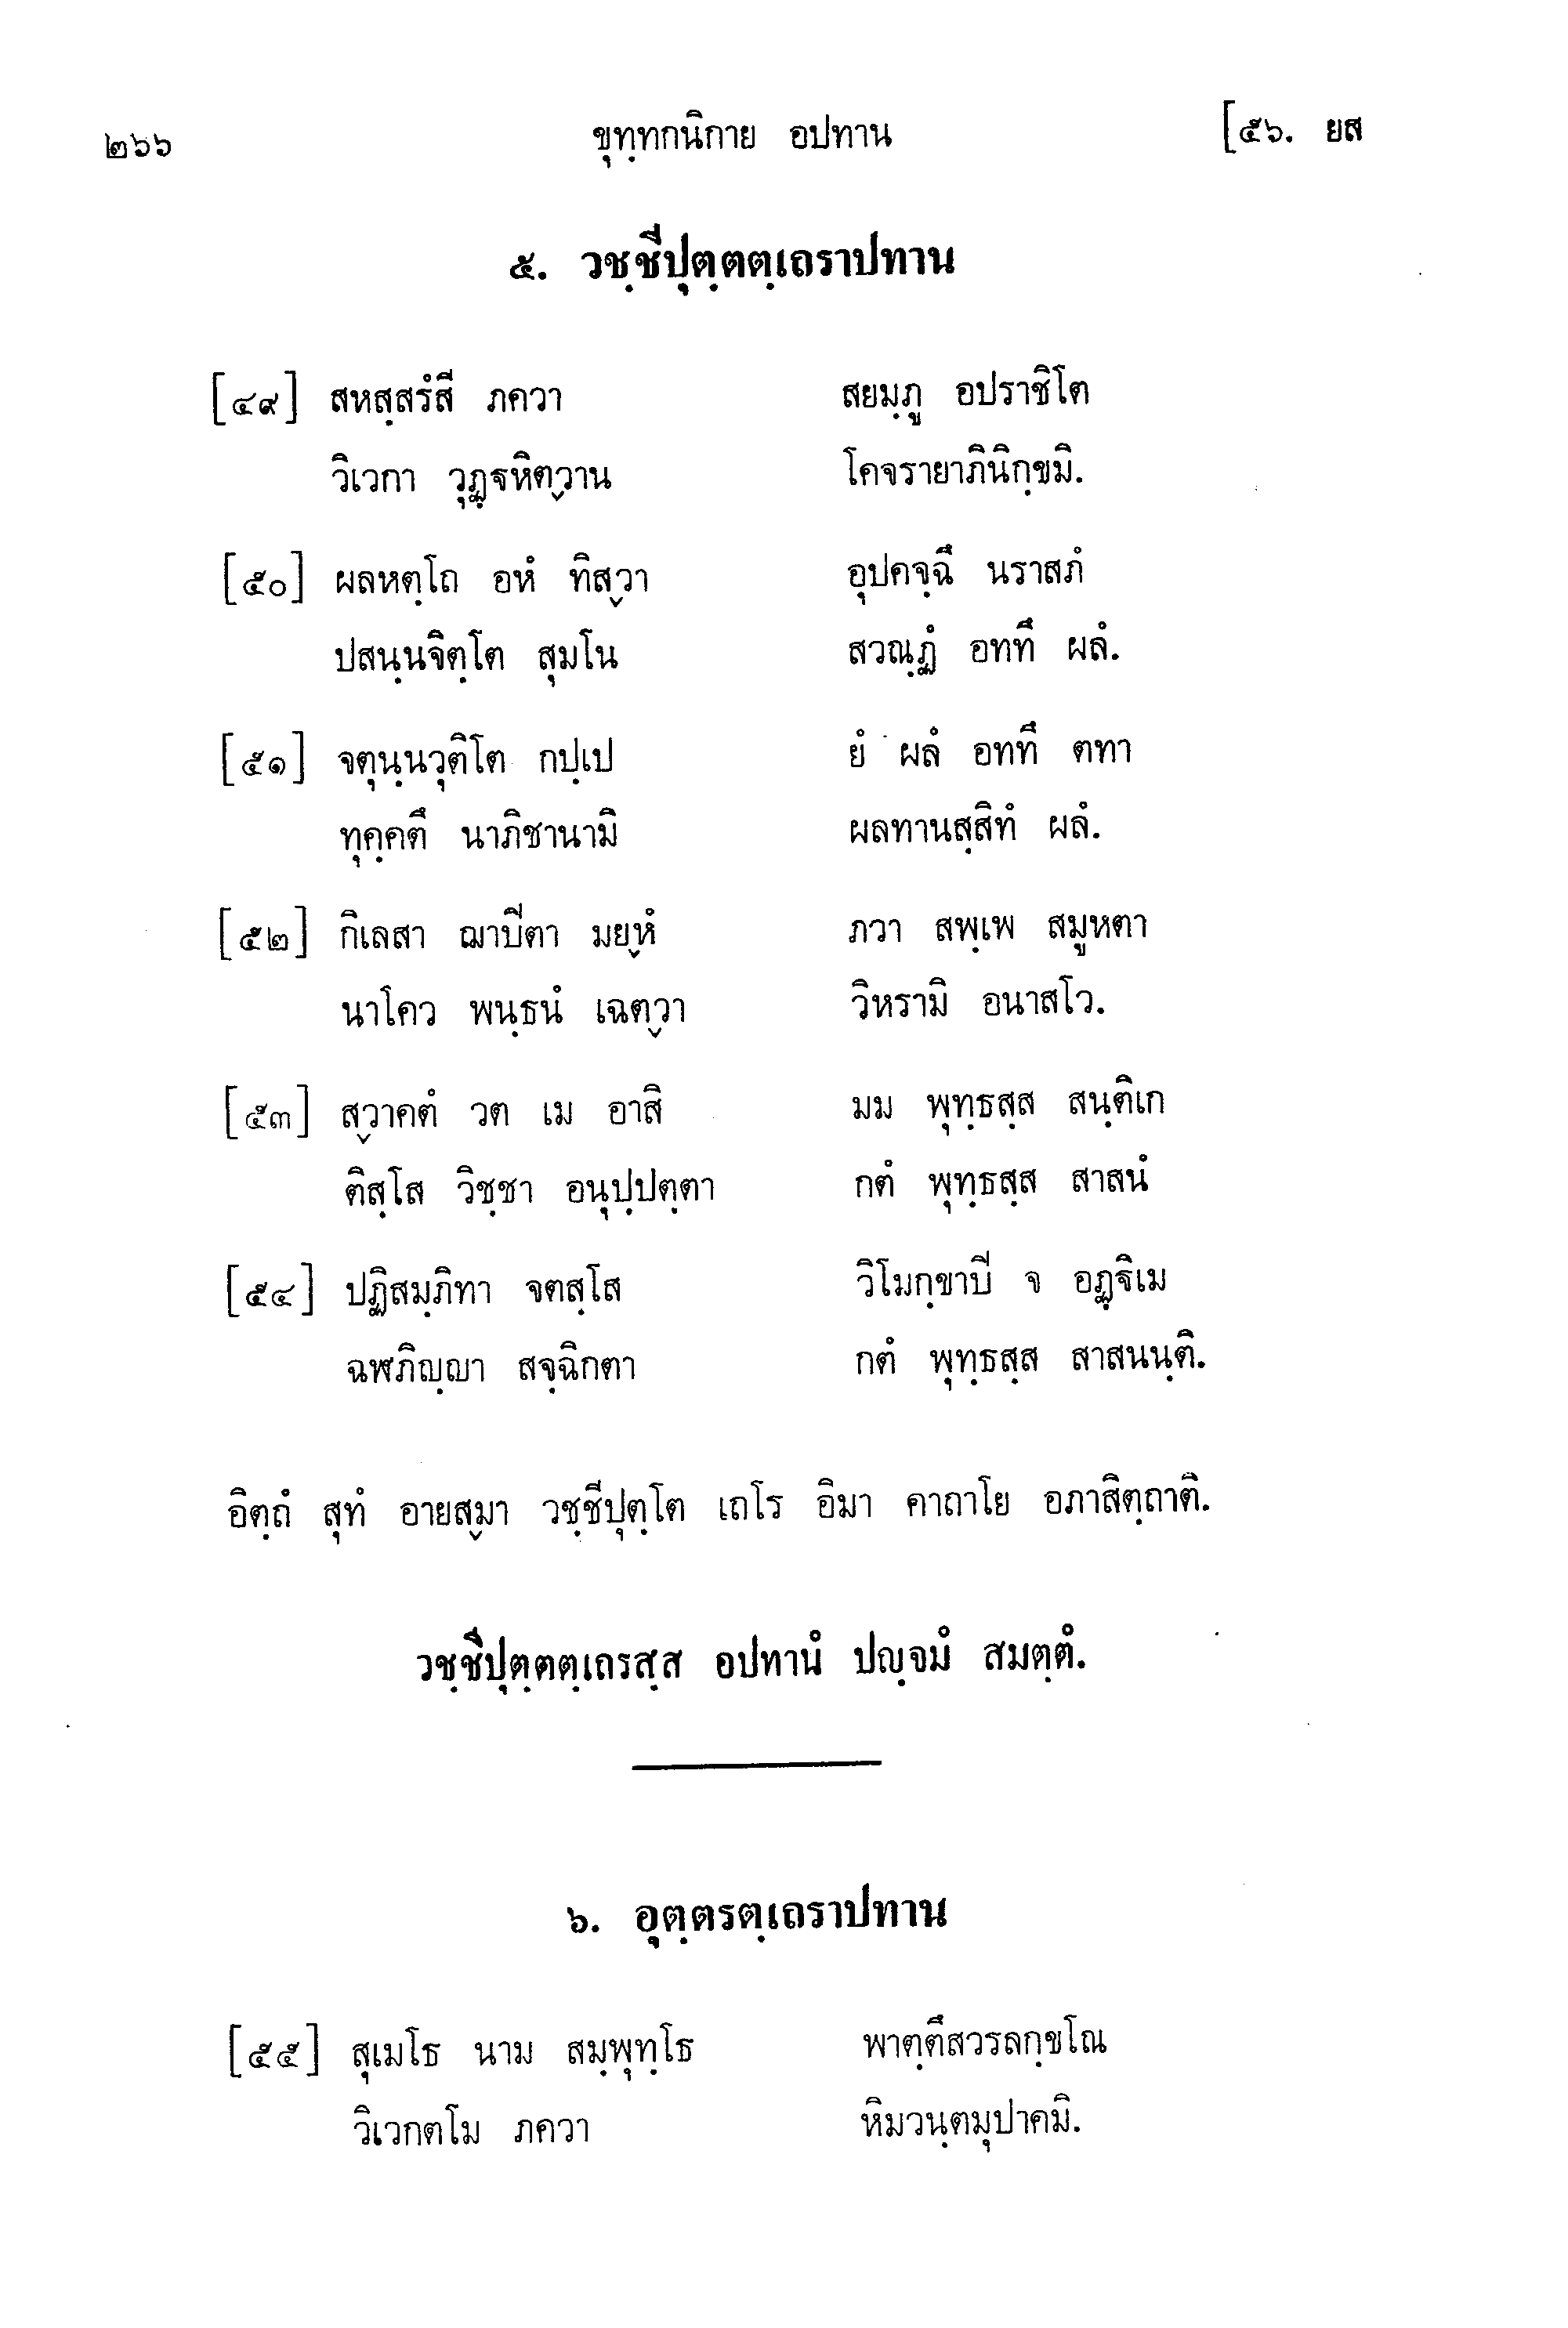 ๒๖๖ ขุทฺทกนิกาย อปทาน [๕๖. ยส
๕. วชฺชีปุตฺตตฺเถราปทาน
[๔๙] สหสฺสรํสี ภควา สยมฺภู อปราชิโต
วิเวกา วุฏฺฐหิตฺวาน โคจรายาภินิกฺขมิ.
[๕๐] ผลหตฺโถ อหํ ทิสฺวา อุปคจฺฉึ นราสภํ
ปสนฺนจิตฺโต สุมโน สวณฺฏํ อททึ ผลํ.
[๕๑] จตุนฺนวุติโต กปฺเป ยํ ผลํ อททึ ตทา
ทุคฺคตึ นาภิชานามิ ผลทานสฺสิทํ ผลํ.
[๕๒] กิเลสา ฌาปีตา มยฺหํ ภวา สพฺเพ สมูหตา
นาโคว พนฺธนํ เฉตฺวา วิหรามิ อนาสโว.
[๕๓] สฺวาคตํ วต เม อาสิ มม พุทฺธสฺส สนฺติเก
ติสฺโส วิชฺชา อนุปฺปตฺตา กตํ พุทฺธสฺส สาสนํ
[๕๔] ปฏิสมฺภิทา จตสฺโส วิโมกฺขาปี จ อฏฺฐิเม
ฉฬภิญฺญา สจฺฉิกตา กตํ พุทฺธสฺส สาสนนฺติ.
อิตฺถํ สุทํ อายสฺมา วชฺชีปุตฺโต เถโร อิมา คาถาโย อภาสิตฺถาติ.
วชฺชีปุตฺตตฺเถรสฺส อปทานํ ปญฺจมํ สมตฺตํ.
๖. อุตฺตรตฺเถราปทาน
[๕๕] สุเมโธ นาม สมฺพุทฺโธ พาตฺตึสวรลกฺขโณ
วิเวกตโม ภควา หิมวนฺตมุปาคมิ.